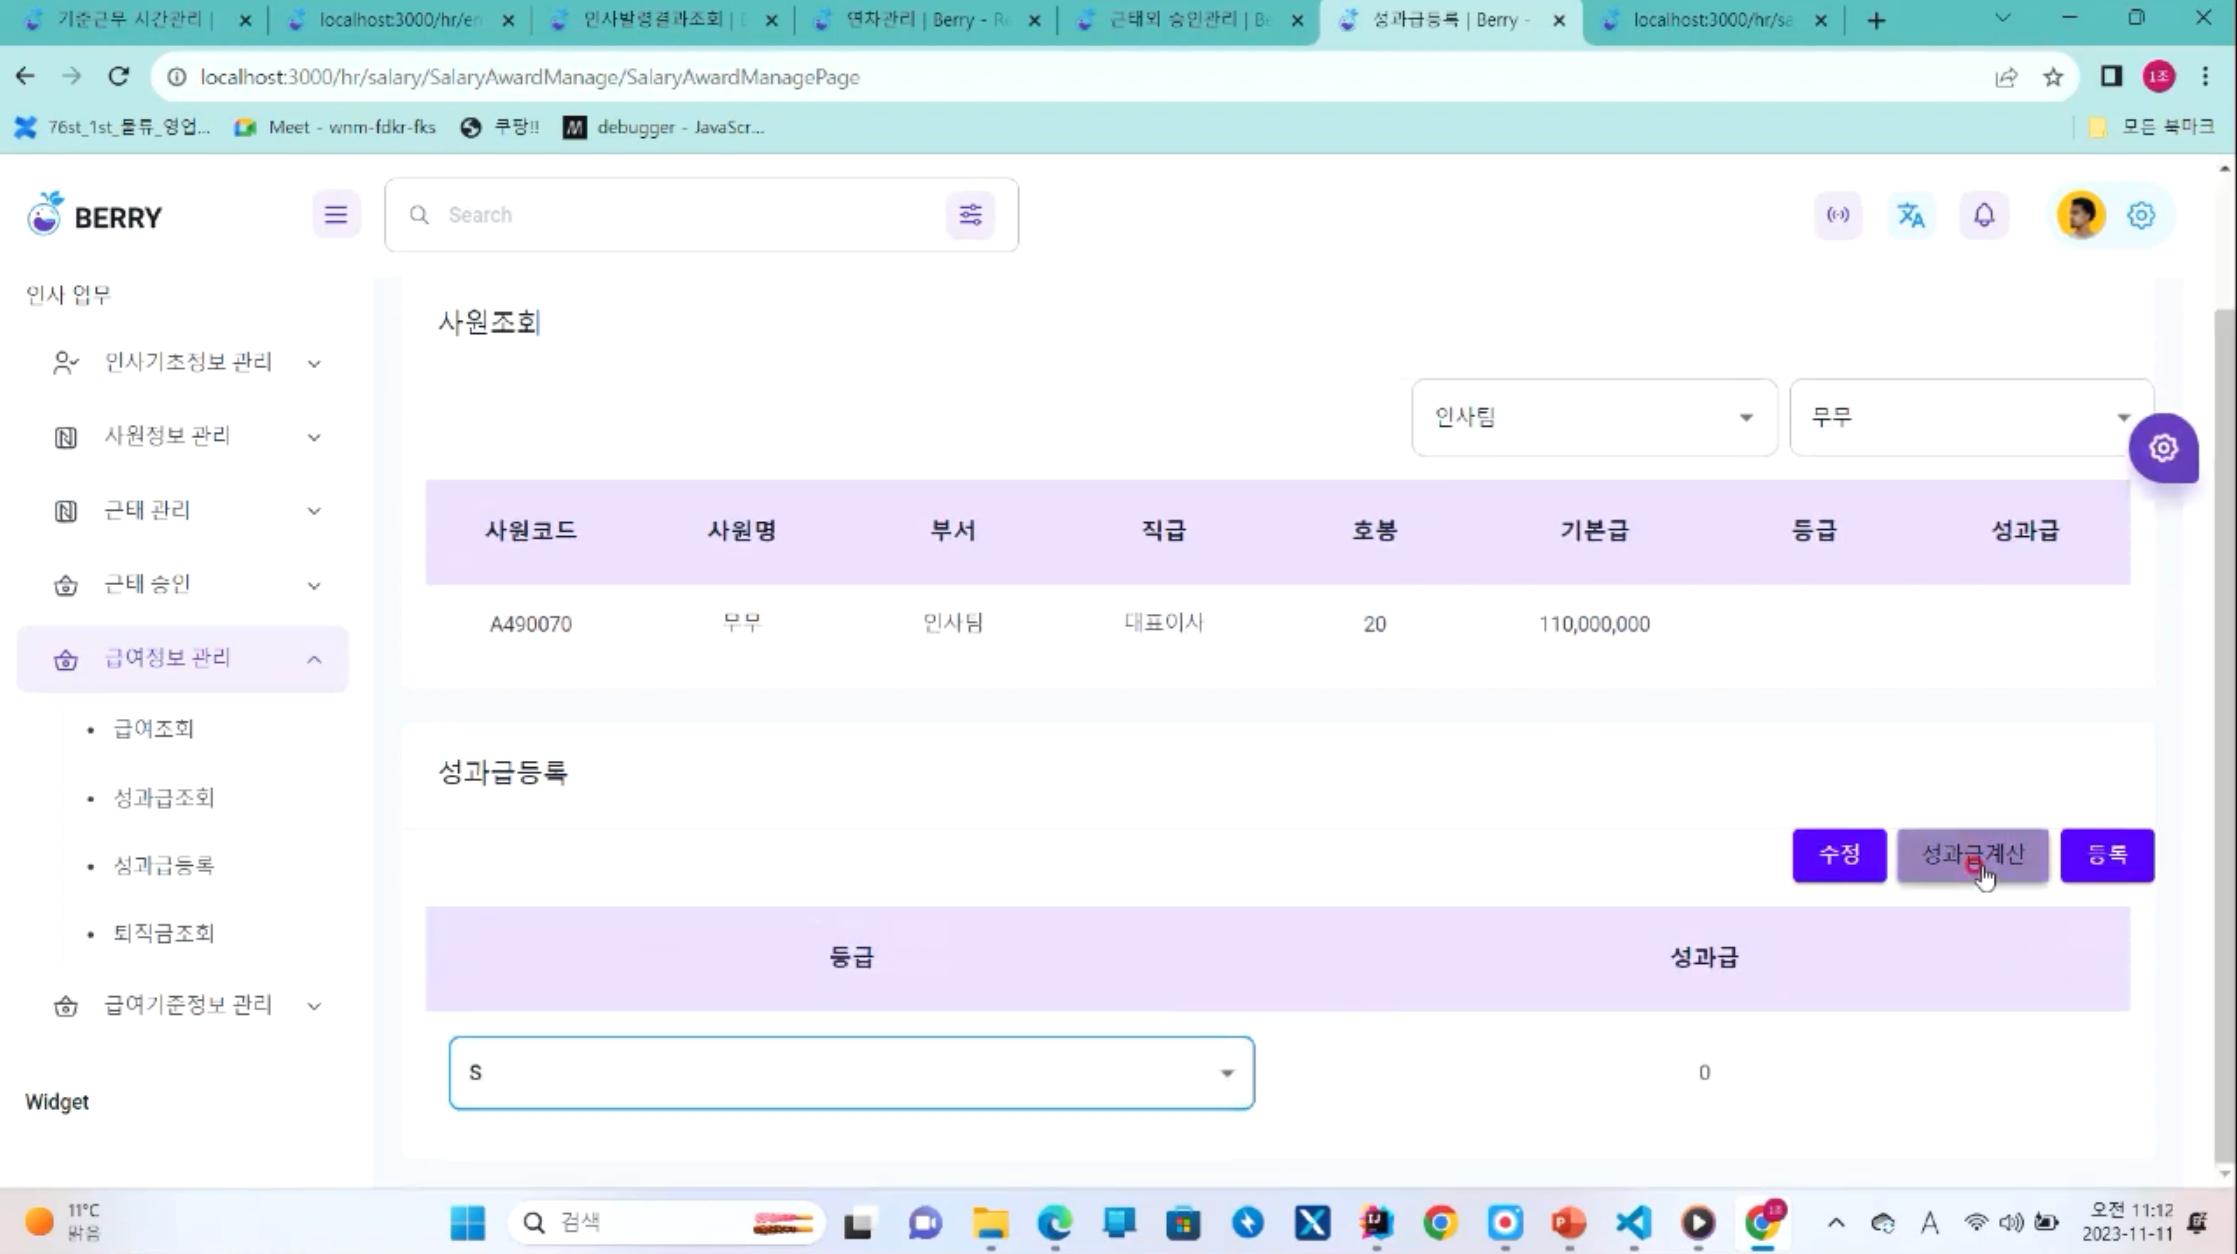 기준근무 시간관리 |
localhost:3000/hr/en
인사발령결과조회 |
연차관리 | Berry - Re
근태외 승인관리 | Be
성과급등록 | Berry -
localhost:3000/hr/sa
localhost:3000/hr/salary/SalaryAwardManage/SalaryAwardManagePage
1조
76st_1st_물류_영업...
Meet - wnm-fdkr-fks
쿠팡!!
debugger - JavaScr...
모든 북마크
BERRY
Search
인사 업무
인사기초정보 관리
사원정보 관리
근태 관리
근태 승인
급여정보 관리
급여조회
성과급조회
성과급등록
퇴직금조회
급여기준정보 관리
Widget
사원조회
인사팀
무무
사원코드 사원명 부서 직급 호봉 기본급 등급 성과급
A490070 무무 인사팀 대표이사 20 110,000,000
성과급등록
수정
성과급계산
등록
등급 성과급
S
0
11°C
맑음
검색
A
오전 11:12
2023-11-11